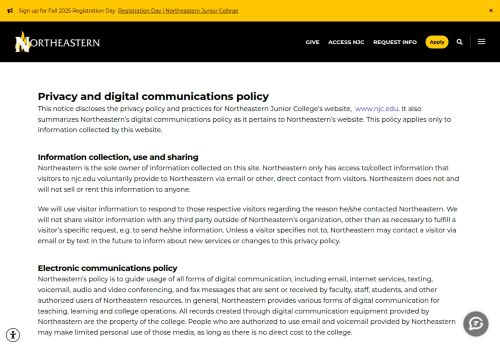 Sign up for Fall 2025 Registration Day Registration Day | Northeastern Junior College ×
NORTHEASTERN
GIVE ACCESS NJC REQUEST INFO Apply
Privacy and digital communications policy
This notice discloses the privacy policy and practices for Northeastern Junior College's website, www.njc.edu. It also
summarizes Northeastern's digital communications policy as it pertains to Northeastern's website. This policy applies only to
information collected by this website.
Information collection, use and sharing
Northeastern is the sole owner of information collected on this site. Northeastern only has access to/collect information that
visitors to njc.edu voluntarily provide to Northeastern via email or other, direct contact from visitors. Northeastern does not and
will not sell or rent this information to anyone.
We will use visitor information to respond to those respective visitors regarding the reason he/she contacted Northeastern. We
will not share visitor information with any third party outside of Northeastern's organization, other than as necessary to fulfill a
visitor's specific request, e.g. to send he/she information. Unless a visitor specifies not to, Northeastern may contact a visitor via
email or by text in the future to inform about new services or changes to this privacy policy.
Electronic communications policy
Northeastern's policy is to guide usage of all forms of digital communication, including email, internet services, texting,
voicemail, audio and video conferencing, and fax messages that are sent or received by faculty, staff, students, and other
authorized users of Northeastern resources. In general, Northeastern provides various forms of digital communication for
teaching, learning and college operations. All records created through digital communication equipment provided by
Northeastern are the property of the college. People who are authorized to use email and voicemail provided by Northeastern
may make limited personal use of those media, as long as there is no direct cost to the college.